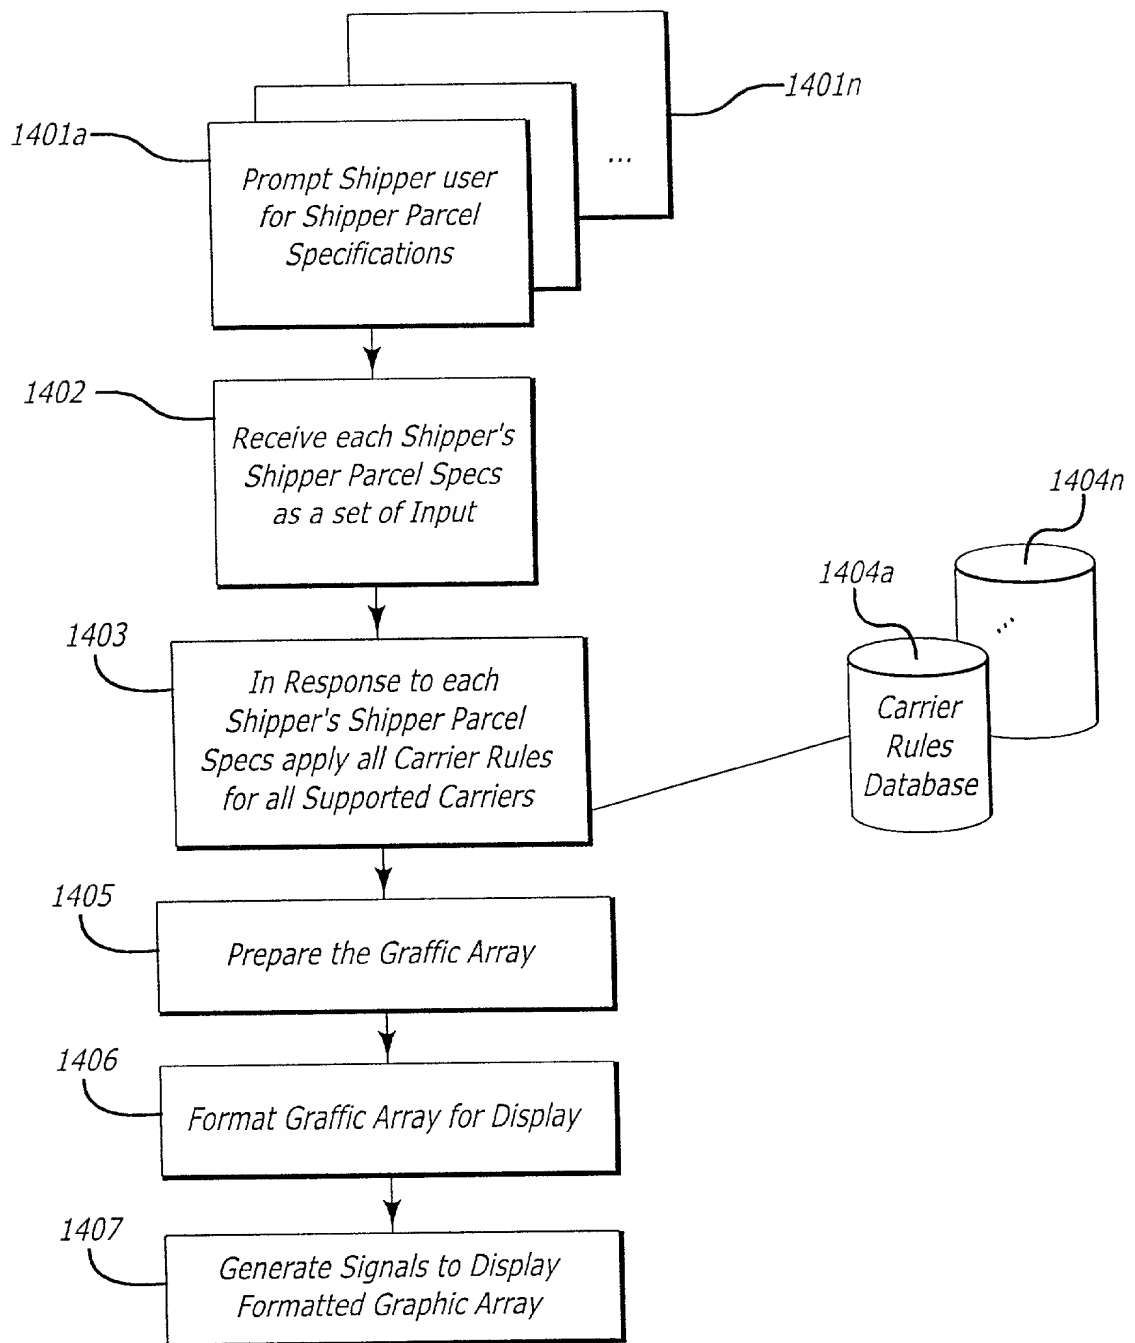 1401n
1401a
...
Prompt Shipper user
for Shipper Parcel
Specifications
1402
Receive each Shipper's
Shipper Parcel Specs
as a set of Input
1404n
1404a
...
1403
In Response to each
Shipper's Shipper Parcel
Specs apply all Carrier Rules
for all Supported Carriers
Carrier
Rules
Database
1405
Prepare the Graffic Array
1406
Format Graffic Array for Display
1407
Generate Signals to Display
Formatted Graphic Array